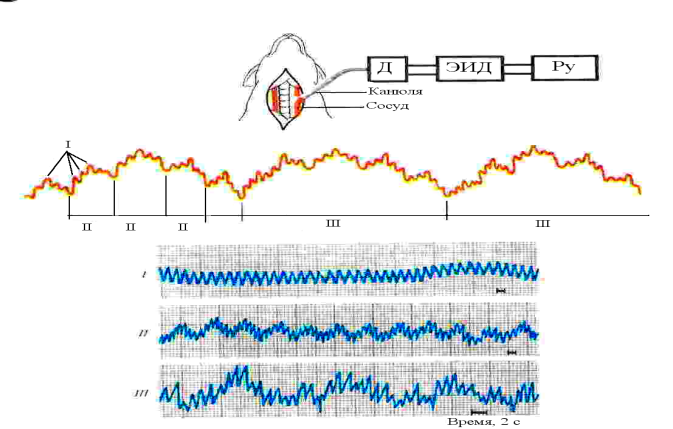 Д ЭИД Ру
Канюля
Сосуд
I
II II II III III
I
II
III
Время, 2 с